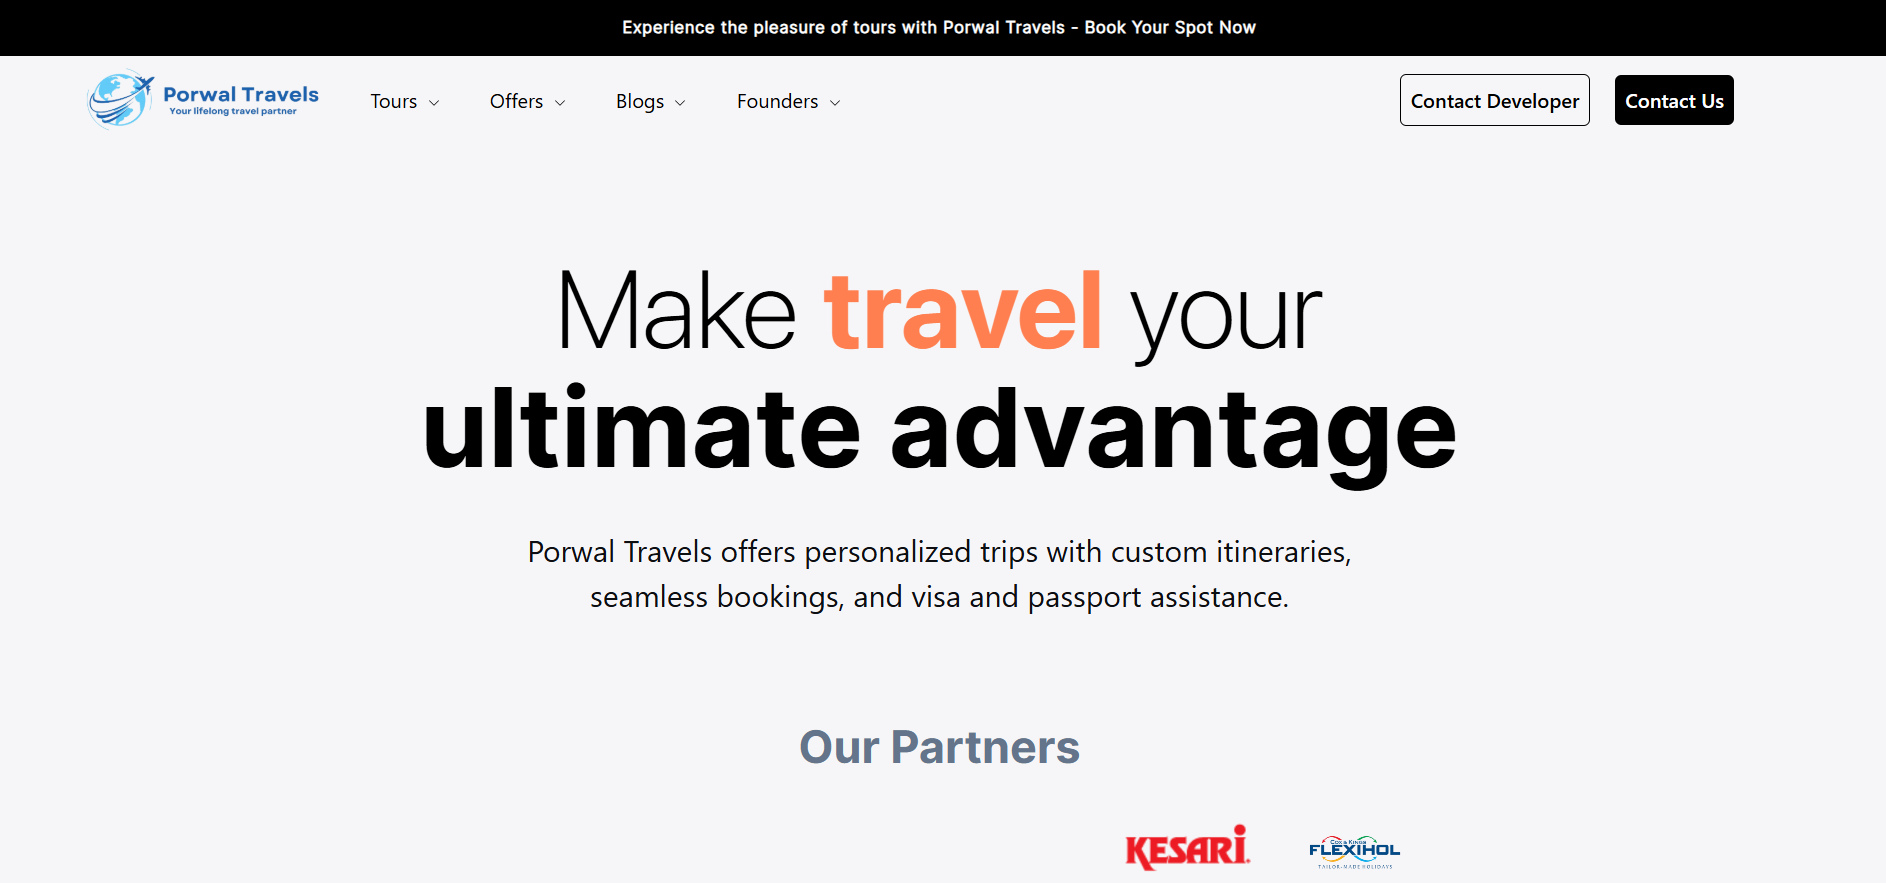 Experience the pleasure of tours with Porwal Travels - Book Your Spot Now
Porwal Travels
Your lifelong travel partner
Tours
Offers
Blogs
Founders
Contact Developer
Contact Us
Make travel your
ultimate advantage
Porwal Travels offers personalized trips with custom itineraries,
seamless bookings, and visa and passport assistance.
Our Partners
KESARI
COX & KINGS
FLEXIHOL
TAILOR-MADE HOLIDAYS